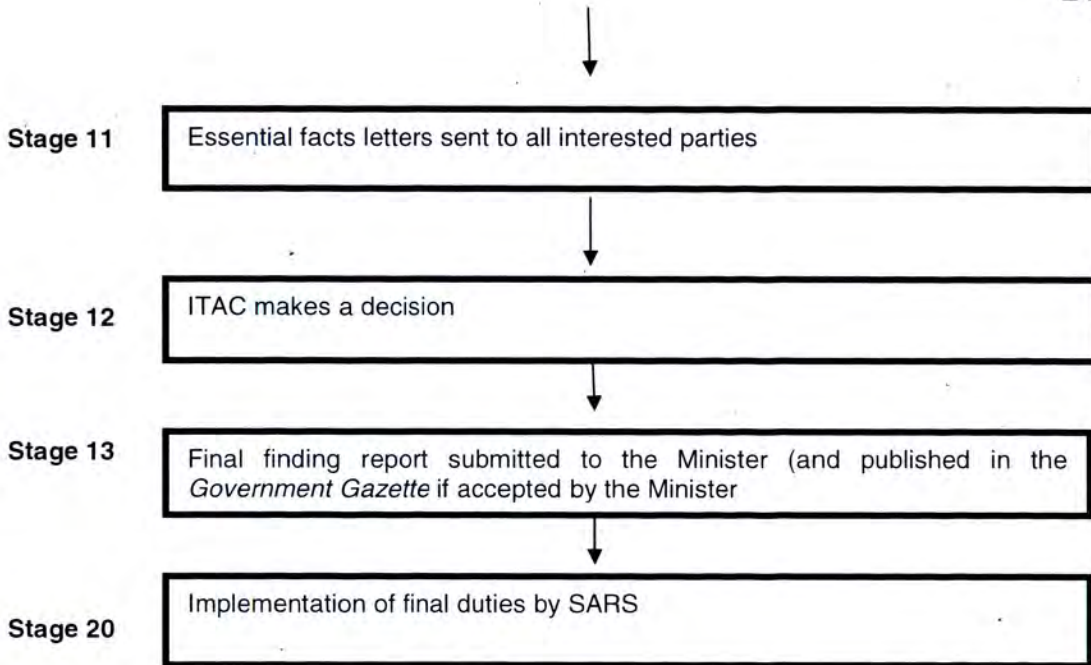 Stage 11
Essential facts letters sent to all interested parties
Stage 12
ITAC makes a decision
Stage 13
Final finding report submitted to the Minister (and published in the
Government Gazette if accepted by the Minister
Stage 20
Implementation of final duties by SARS